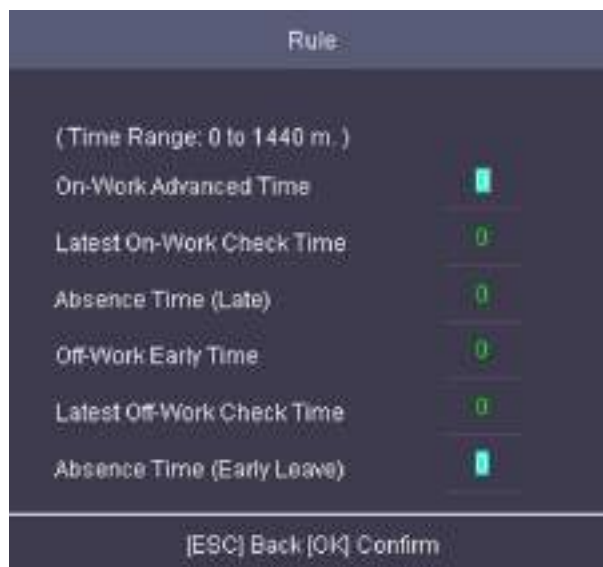 Rule
(Time Range: 0 to 1440 m.)
On-Work Advanced Time 0
Latest On-Work Check Time 0
Absence Time (Late) 0
Off-Work Early Time 0
Latest Off-Work Check Time 0
Absence Time (Early Leave) 0
[ESC] Back [OK] Confirm